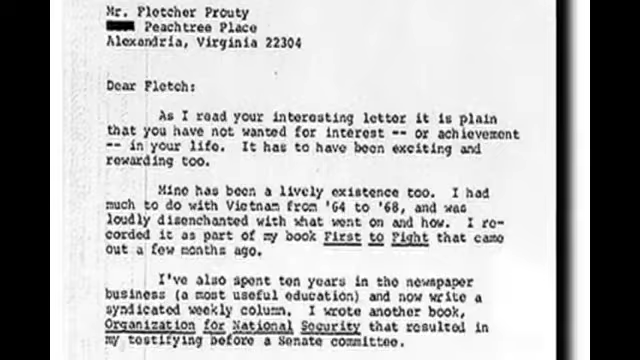 Mr. Fletcher Prouty
Peachtree Place
Alexandria, Virginia 22304
Dear Fletch:
As I read your interesting letter it is plain
that you have not wanted for interest -- or achievement
-- in your life. It has to have been exciting and
rewarding too.
Mine has been a lively existence too. I had
much to do with Vietnam from '64 to '68, and was
loudly disenchanted with what went on and how. I re-
corded it as part of my book First to Fight that came
out a few months ago.
I've also spent ten years in the newspaper
business (a most useful education) and now write a
syndicated weekly column. I wrote another book,
Organization for National Security that resulted in
my testifying before a Senate committee.